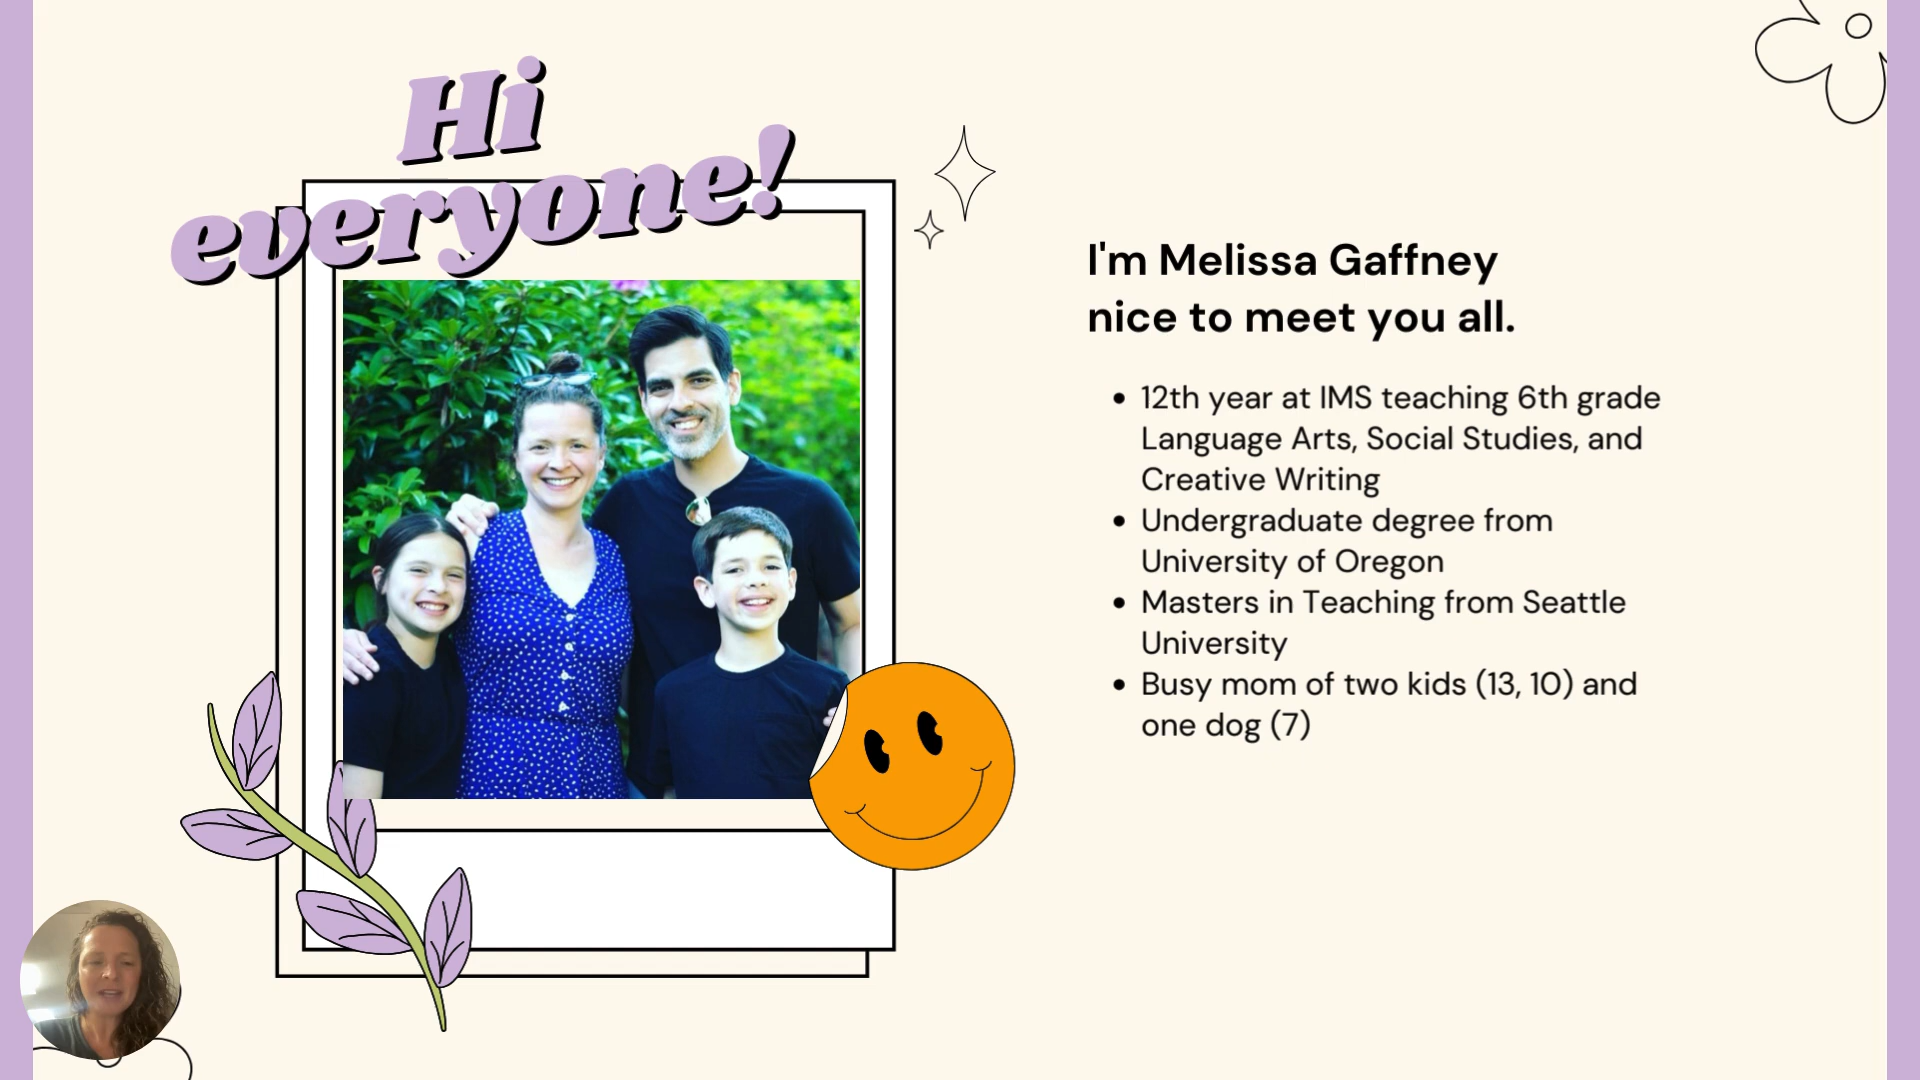 Hi
everyone!
I'm Melissa Gaffney
nice to meet you all.
• 12th year at IMS teaching 6th grade
Language Arts, Social Studies, and
Creative Writing
• Undergraduate degree from
University of Oregon
• Masters in Teaching from Seattle
University
• Busy mom of two kids (13, 10) and
one dog (7)